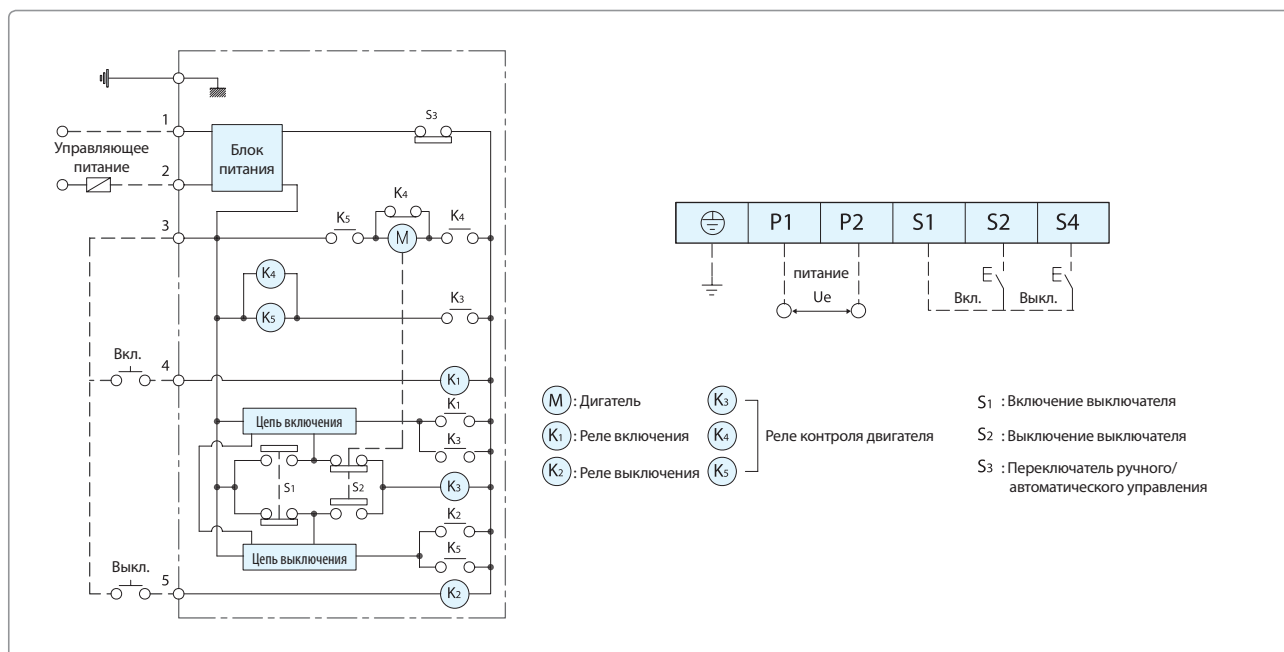 1
Управляющее
питание
2
Блок
питания
S3
3
K5
K4
M
K4
K4
K5
K3
Вкл.
4
K1
Цепь включения
K1
K3
S1
S2
K3
Цепь выключения
K2
K5
Выкл.
5
K2
P1 P2 S1 S2 S4
питание
Ue
Вкл. Выкл.
M : Дигатель
K1 : Реле включения
K2 : Реле выключения
K3
K4 Реле контроля двигателя
K5
S1 : Включение выключателя
S2 : Выключение выключателя
S3 : Переключатель ручного/
автоматического управления